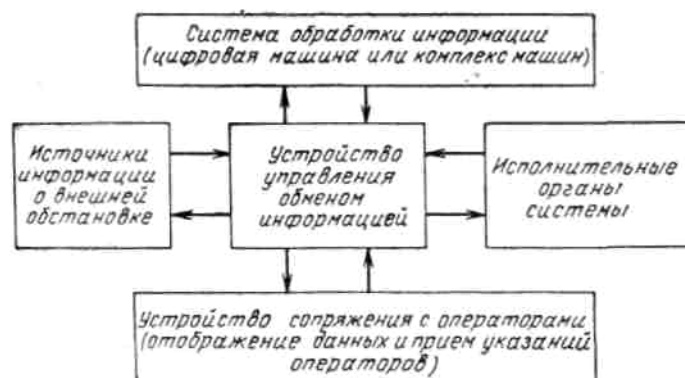 Система обработки информации
(цифровая машина или комплекс машин)
Источники
информации
о внешней
обстановке
Устройство
управления
обменом
информацией
Исполнительные
органы
системы
Устройство сопряжения с операторами
(отображение данных и прием указаний
операторов)